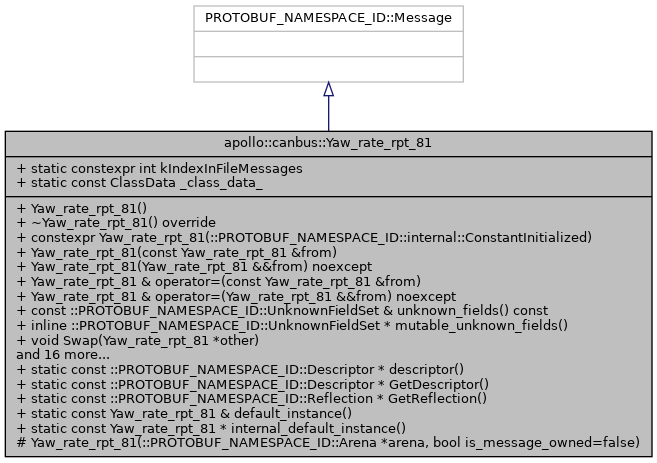 PROTOBUF_NAMESPACE_ID::Message
apollo::canbus::Yaw_rate_rpt_81
+ static constexpr int kIndexInFileMessages
+ static const ClassData _class_data_
+ Yaw_rate_rpt_81()
+ ~Yaw_rate_rpt_81() override
+ constexpr Yaw_rate_rpt_81(::PROTOBUF_NAMESPACE_ID::internal::ConstantInitialized)
+ Yaw_rate_rpt_81(const Yaw_rate_rpt_81 &from)
+ Yaw_rate_rpt_81(Yaw_rate_rpt_81 &&from) noexcept
+ Yaw_rate_rpt_81 & operator=(const Yaw_rate_rpt_81 &from)
+ Yaw_rate_rpt_81 & operator=(Yaw_rate_rpt_81 &&from) noexcept
+ const ::PROTOBUF_NAMESPACE_ID::UnknownFieldSet & unknown_fields() const
+ inline ::PROTOBUF_NAMESPACE_ID::UnknownFieldSet * mutable_unknown_fields()
+ void Swap(Yaw_rate_rpt_81 *other)
and 16 more...
+ static const ::PROTOBUF_NAMESPACE_ID::Descriptor * descriptor()
+ static const ::PROTOBUF_NAMESPACE_ID::Descriptor * GetDescriptor()
+ static const ::PROTOBUF_NAMESPACE_ID::Reflection * GetReflection()
+ static const Yaw_rate_rpt_81 & default_instance()
+ static const Yaw_rate_rpt_81 * internal_default_instance()
# Yaw_rate_rpt_81(::PROTOBUF_NAMESPACE_ID::Arena *arena, bool is_message_owned=false)